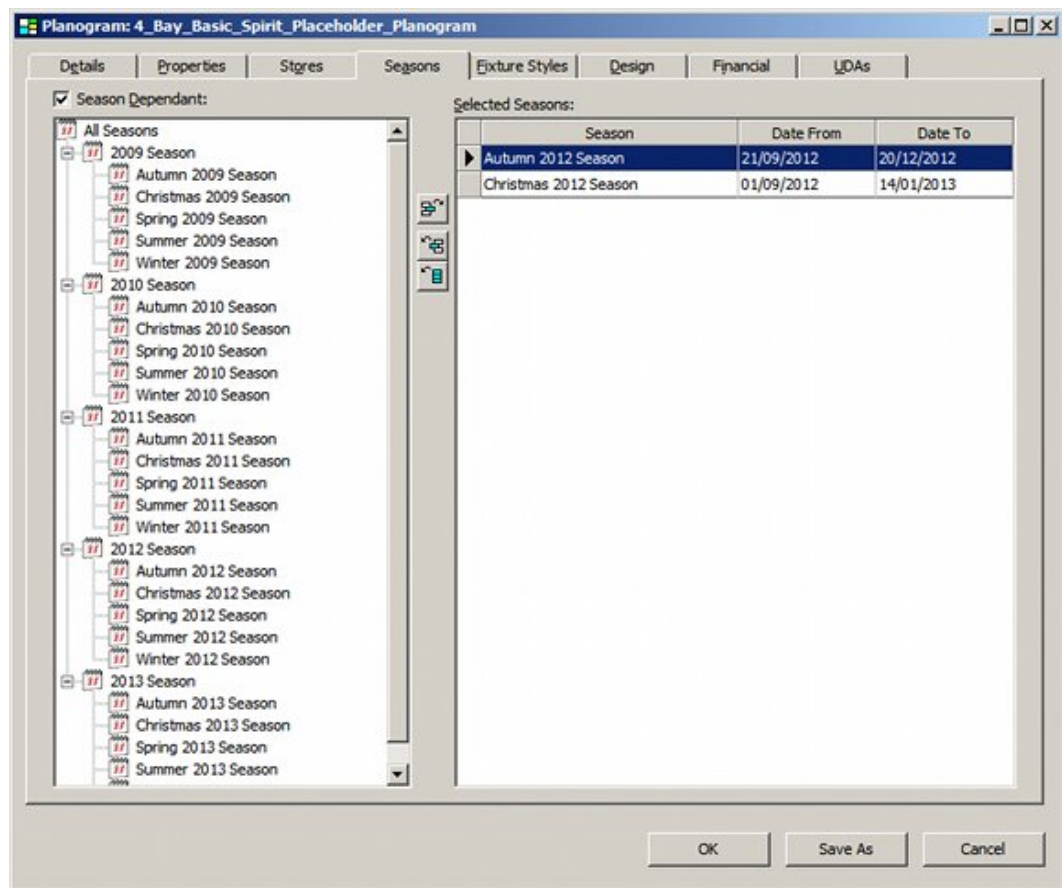 Planogram: 4_Bay_Basic_Spirit_Placeholder_Planogram
Details Properties Stores Seasons Fixture Styles Design Financial UDAs
Season Dependant:
Selected Seasons:
All Seasons
2009 Season
Autumn 2009 Season
Christmas 2009 Season
Spring 2009 Season
Summer 2009 Season
Winter 2009 Season
2010 Season
Autumn 2010 Season
Christmas 2010 Season
Spring 2010 Season
Summer 2010 Season
Winter 2010 Season
2011 Season
Autumn 2011 Season
Christmas 2011 Season
Spring 2011 Season
Summer 2011 Season
Winter 2011 Season
2012 Season
Autumn 2012 Season
Christmas 2012 Season
Spring 2012 Season
Summer 2012 Season
Winter 2012 Season
2013 Season
Autumn 2013 Season
Christmas 2013 Season
Spring 2013 Season
Summer 2013 Season
Season Date From Date To
Autumn 2012 Season 21/09/2012 20/12/2012
Christmas 2012 Season 01/09/2012 14/01/2013
OK Save As Cancel